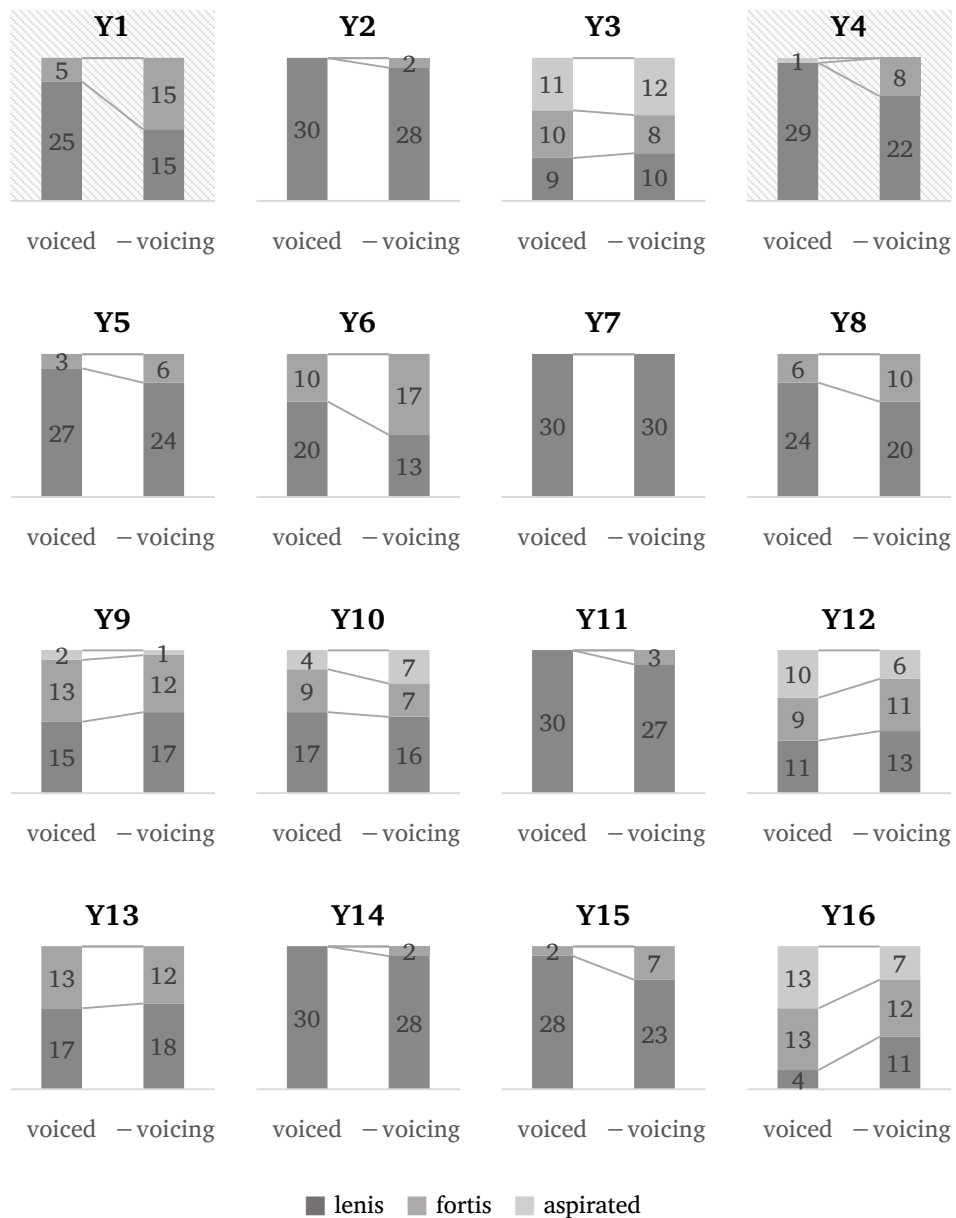 Y1 Y2 Y3 Y4
5 15 25 15
30 2 28
11 10 9 12 8 10
1 29 8 22
voiced −voicing voiced −voicing voiced −voicing voiced −voicing
Y5 Y6 Y7 Y8
3 27 6 24
10 20 17 13
30 30
6 24 10 20
voiced −voicing voiced −voicing voiced −voicing voiced −voicing
Y9 Y10 Y11 Y12
2 13 15 1 12 17
4 9 17 7 7 16
30 3 27
10 9 11 6 11 13
voiced −voicing voiced −voicing voiced −voicing voiced −voicing
Y13 Y14 Y15 Y16
13 17 12 18
30 2 28
2 28 7 23
13 13 4 7 12 11
voiced −voicing voiced −voicing voiced −voicing voiced −voicing
lenis fortis aspirated